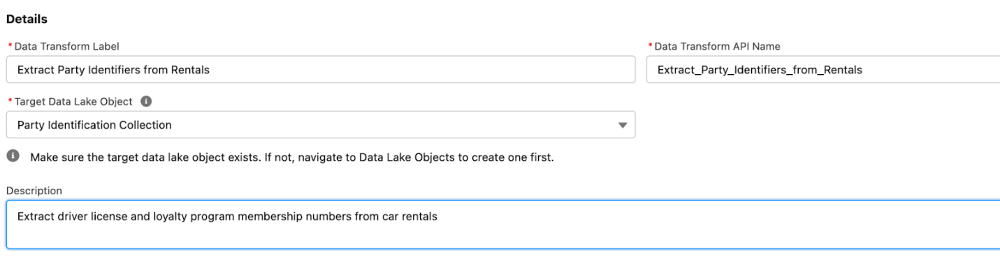 Details
* Data Transform Label
* Data Transform API Name
Extract Party Identifiers from Rentals
Extract_Party_Identifiers_from_Rentals
* Target Data Lake Object
Party Identification Collection
Make sure the target data lake object exists. If not, navigate to Data Lake Objects to create one first.
Description
Extract driver license and loyalty program membership numbers from car rentals